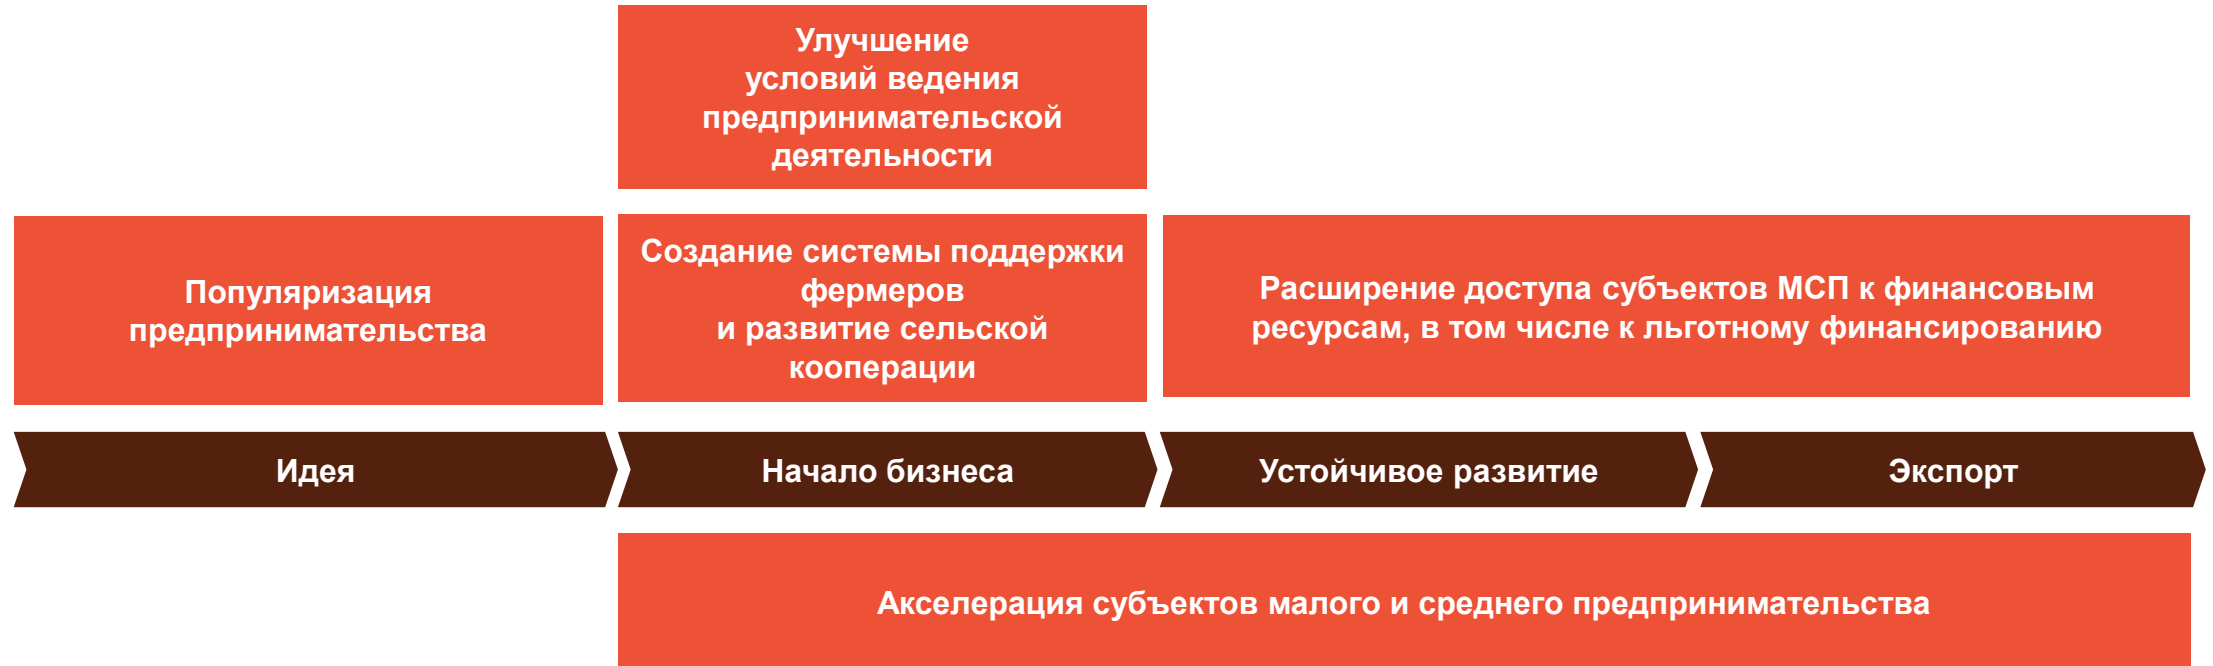 Улучшение
условий ведения
предпринимательской
деятельности
Популяризация
предпринимательства
Создание системы поддержки
фермеров
и развитие сельской
кооперации
Расширение доступа субъектов МСП к финансовым
ресурсам, в том числе к льготному финансированию
Идея
Начало бизнеса
Устойчивое развитие
Экспорт
Акселерация субъектов малого и среднего предпринимательства